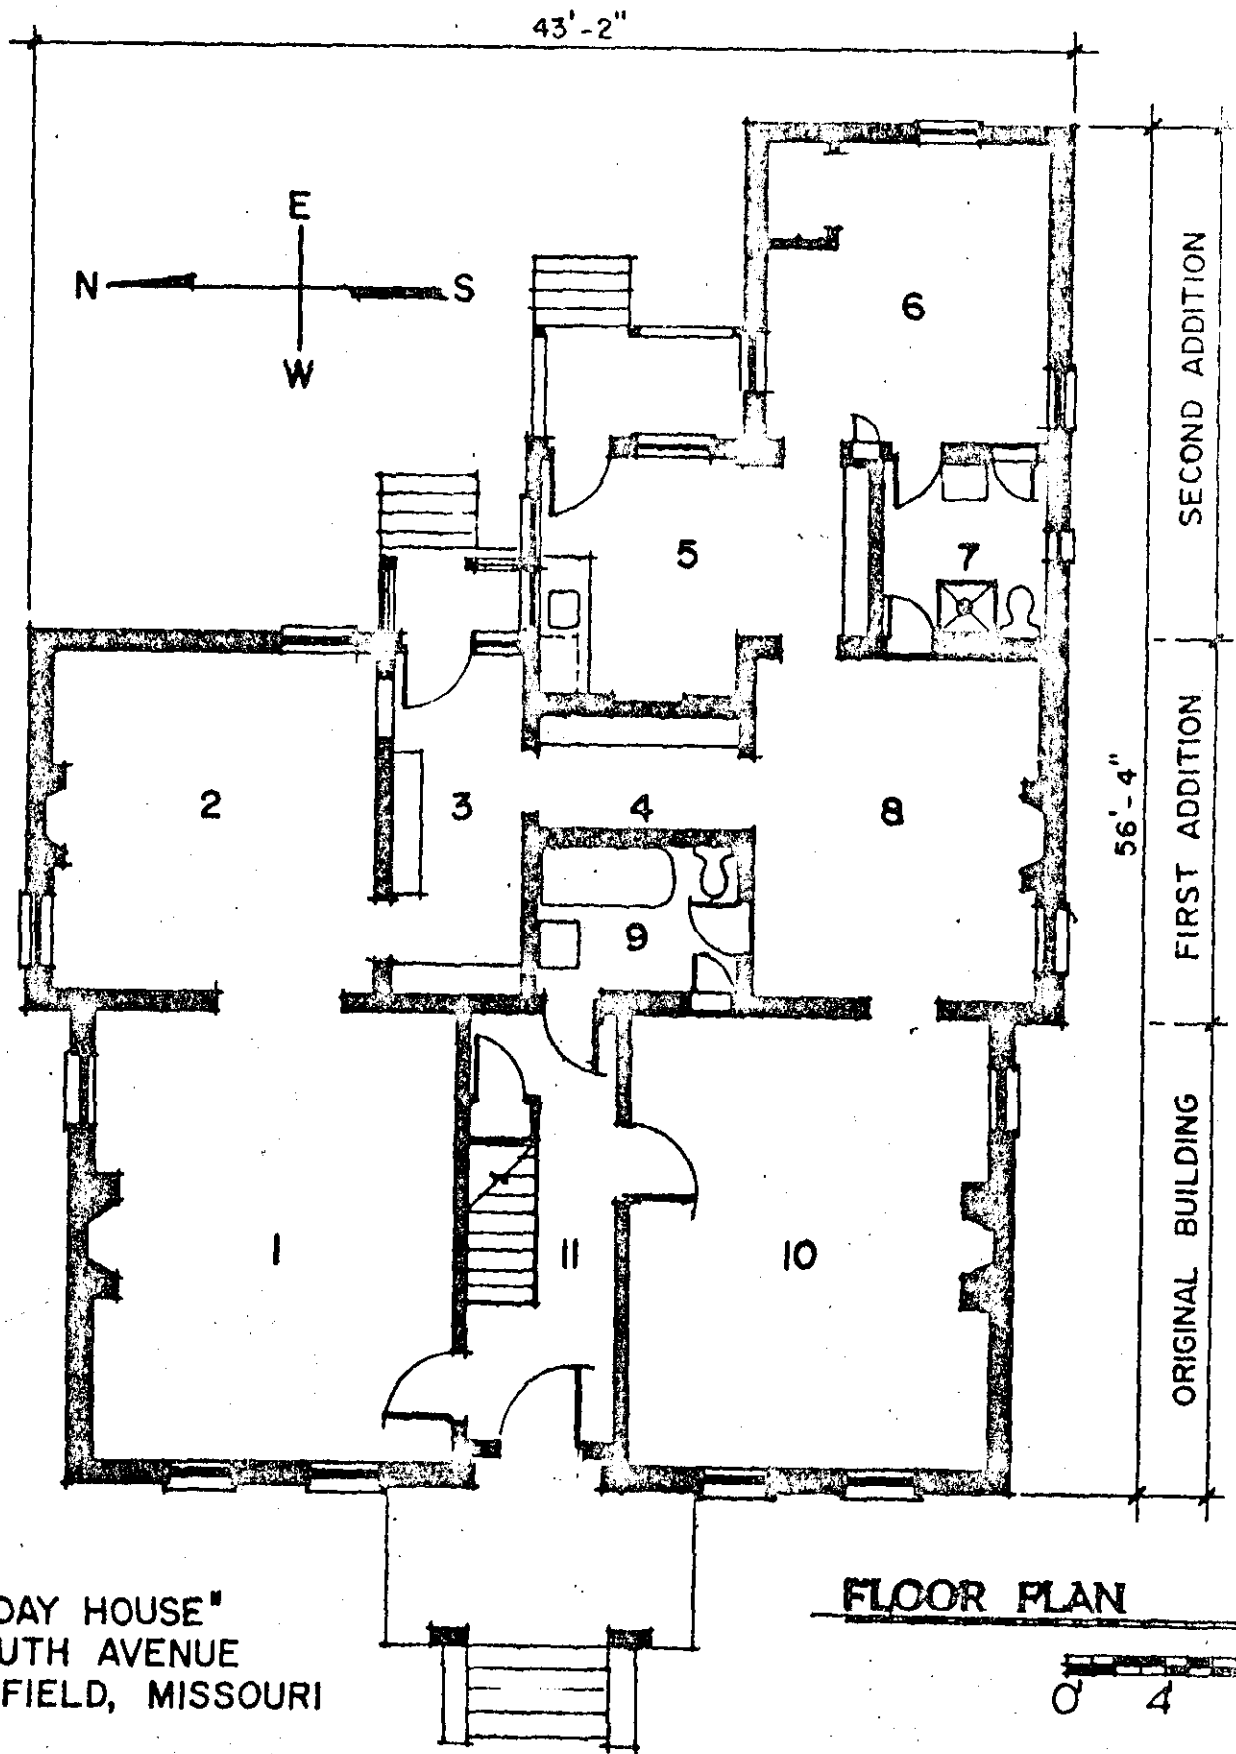 43'-2"
E
N S
W
6
SECOND ADDITION
5
7
2
3
4
8
56'-4"
FIRST ADDITION
9
1
11
10
ORIGINAL BUILDING
DAY HOUSE"
UTH AVENUE
FIELD, MISSOURI
FLOOR PLAN
0' 4'